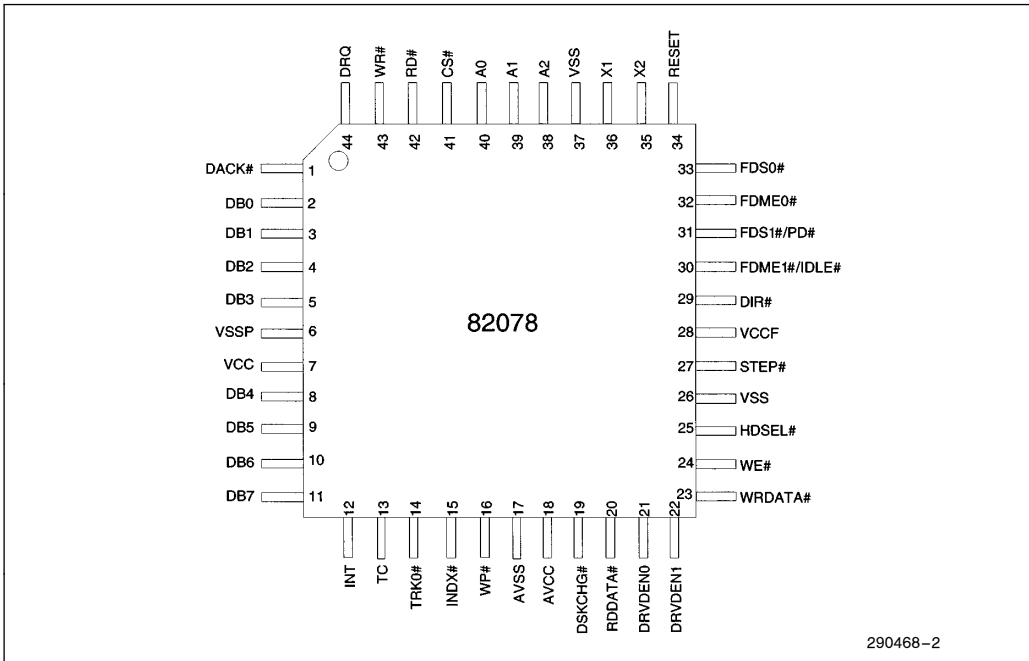 DRQ WR# RD# CS# A0 A1 A2 VSS X1 X2 RESET
44 43 42 41 40 39 38 37 36 35 34
DACK# 1
DB0 2
DB1 3
DB2 4
DB3 5
VSSP 6
VCC 7
DB4 8
DB5 9
DB6 10
DB7 11
82078
33 FDS0#
32 FDME0#
31 FDS1#/PD#
30 FDME1#/IDLE#
29 DIR#
28 VCCF
27 STEP#
26 VSS
25 HDSEL#
24 WE#
23 WRDATA#
12 13 14 15 16 17 18 19 20 21 22
INT TC TRK0# INDX# WP# AVSS AVCC DSKCHG# RDDATA# DRVDEN0 DRVDEN1
290468-2